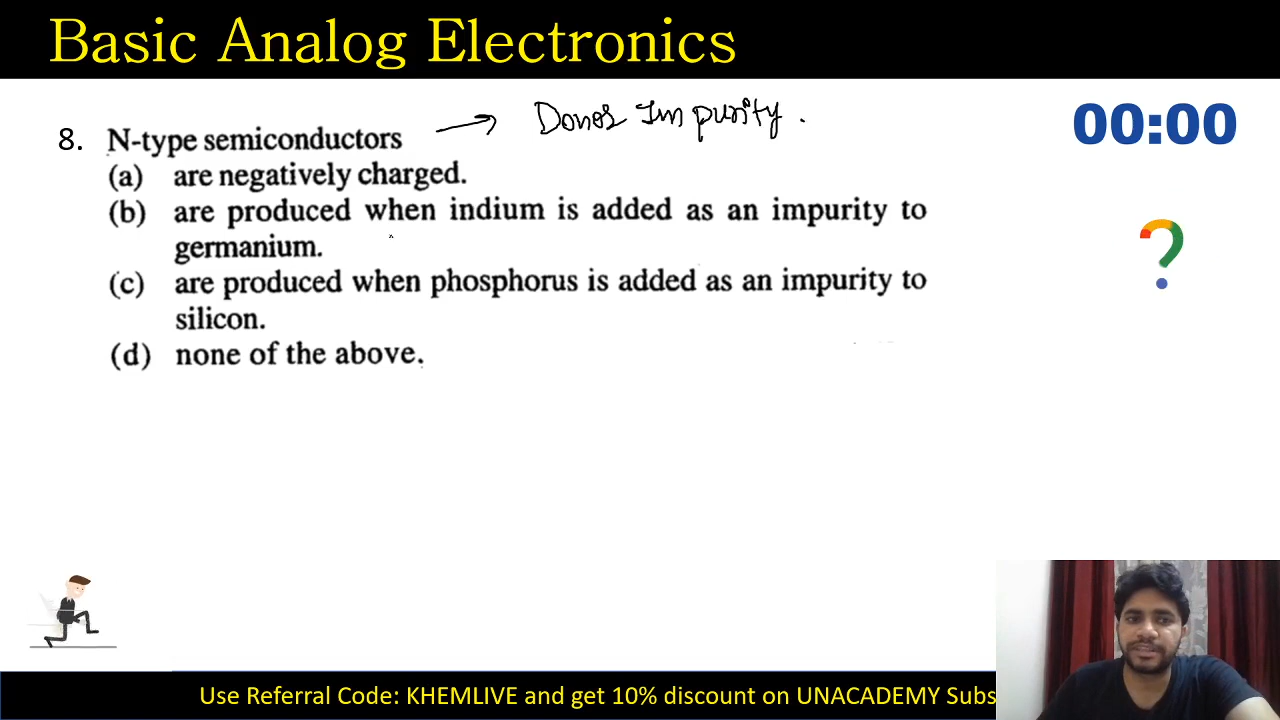 Basic Analog Electronics
8. N-type semiconductors → Donor Impurity.
00:00
(a) are negatively charged.
(b) are produced when indium is added as an impurity to
germanium.
?
(c) are produced when phosphorus is added as an impurity to
silicon.
(d) none of the above.
Use Referral Code: KHEMLIVE and get 10% discount on UNACADEMY Subs